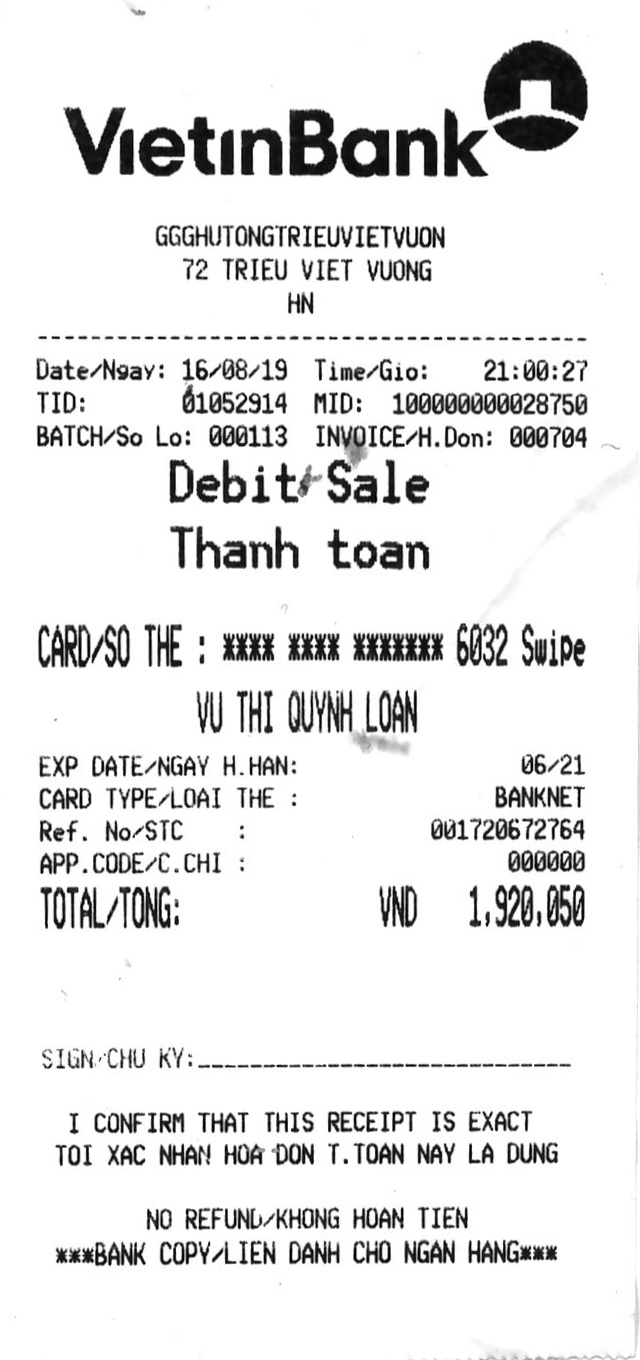 VietinBank
GGGHUTONGTRIEUVIETVUON
72 TRIEU VIET VUONG
HN
Date/Ngay: 16/08/19 Time/Gio: 21:00:27
TID: 01052914 MID: 100000000028750
BATCH/So Lo: 000113 INVOICE/H.Don: 000704
Debit Sale
Thanh toan
CARD/SO THE : **** **** ******* 6032 Swipe
VU THI QUYNH LOAN
EXP DATE/NGAY H.HAN: 06/21
CARD TYPE/LOAI THE : BANKNET
Ref. No/STC : 001720672764
APP.CODE/C.CHI : 000000
TOTAL/TONG: VND 1,920,050
SIGN/CHU KY:____________________________
I CONFIRM THAT THIS RECEIPT IS EXACT
TOI XAC NHAN HOA DON T.TOAN NAY LA DUNG
NO REFUND/KHONG HOAN TIEN
***BANK COPY/LIEN DANH CHO NGAN HANG***